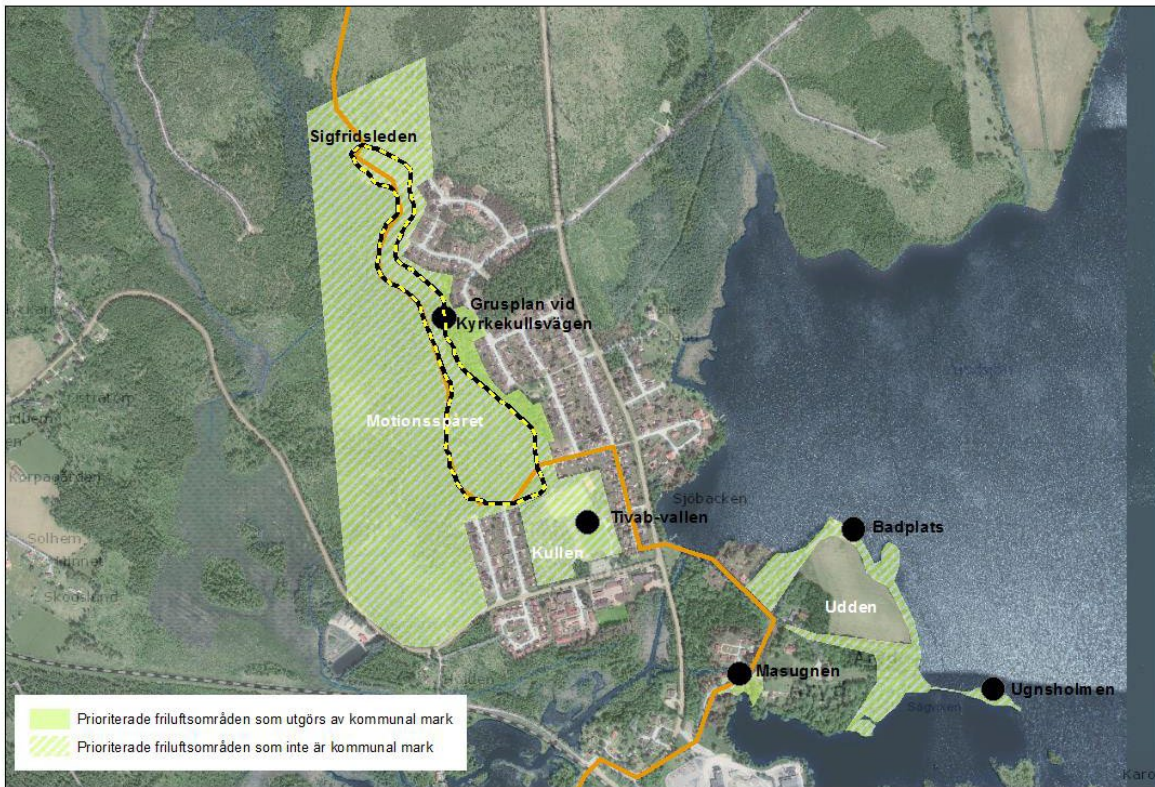 Sigfridsleden
Grusplan vid
Kyrkekullsvägen
Motionsspåret
Sjöbacken
Tivab-vallen
Badplats
Kullen
Udden
Solhem
Masugnen
Ugnsholmen
Prioriterade friluftsområden som utgörs av kommunal mark
Prioriterade friluftsområden som inte är kommunal mark